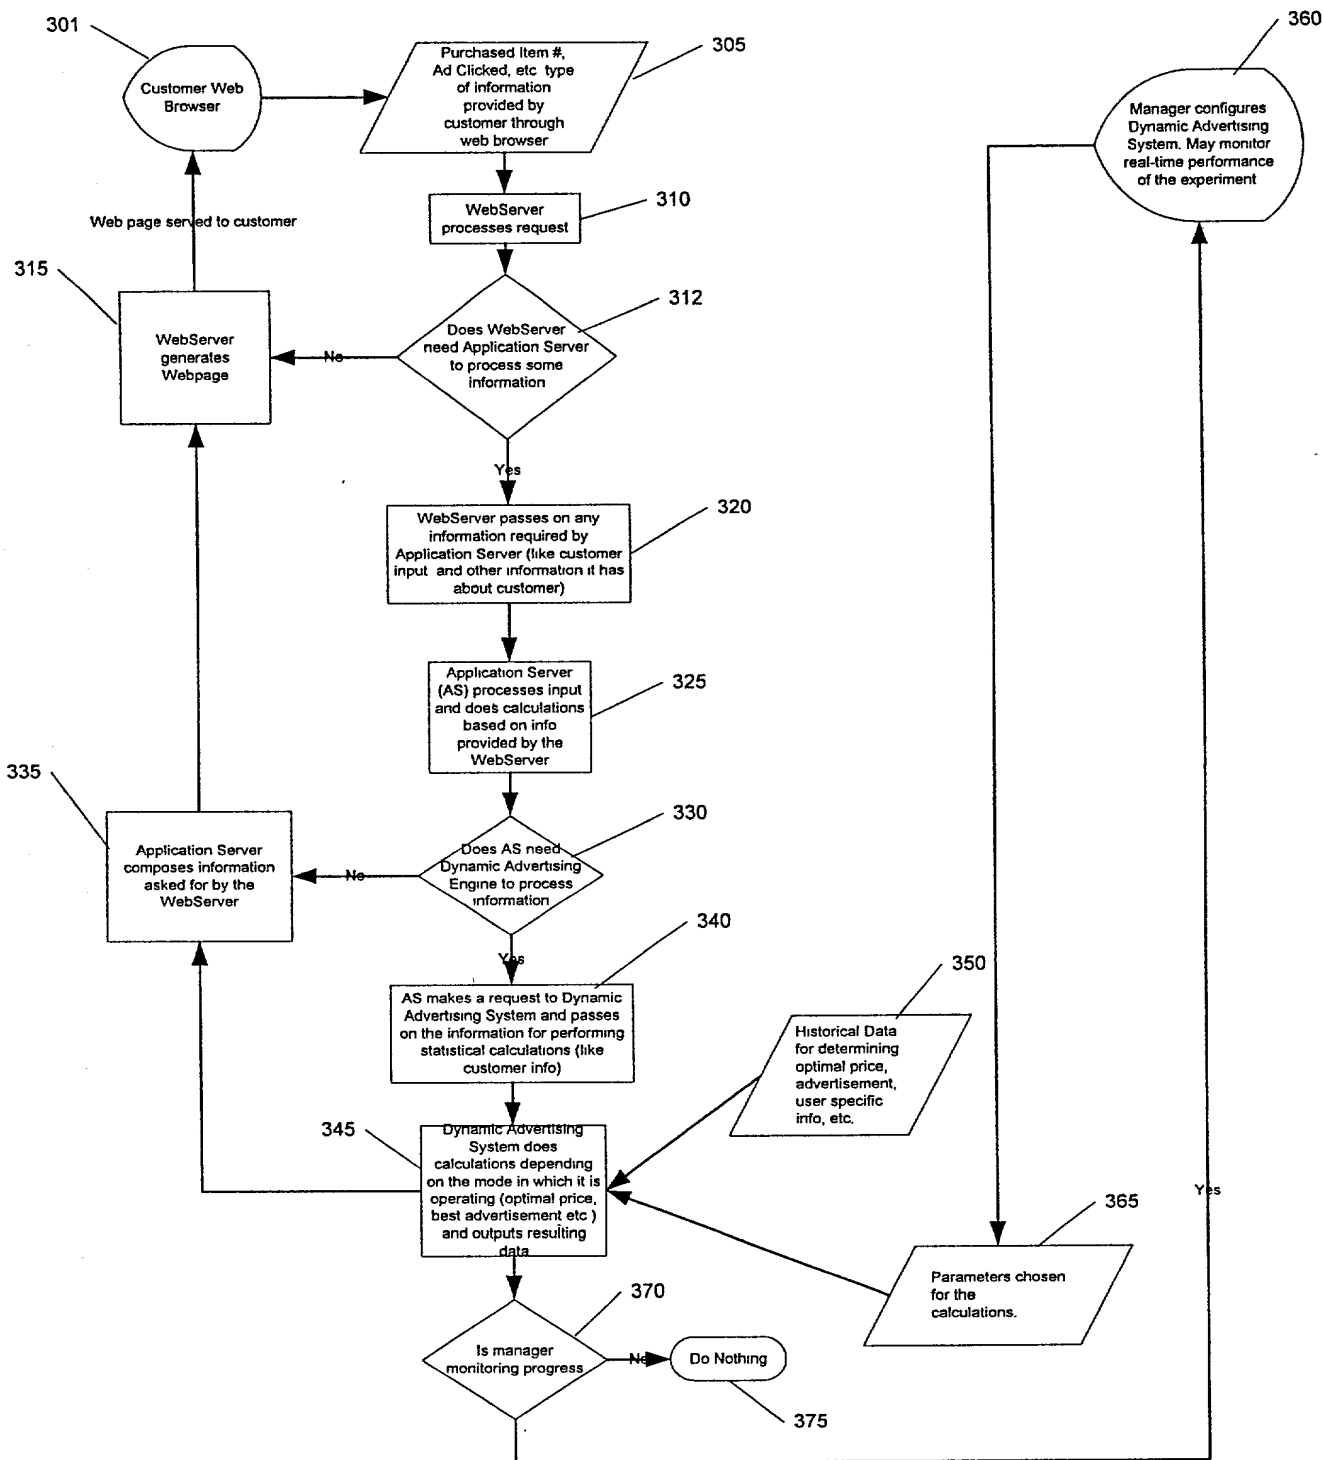 301
Customer Web
Browser
Purchased Item #,
Ad Clicked, etc type
of information
provided by
customer through
web browser
305
360
Manager configures
Dynamic Advertising
System. May monitor
real-time performance
of the experiment
WebServer
processes request
310
Web page served to customer
315
WebServer
generates
Webpage
312
Does WebServer
need Application Server
to process some
information
No
Yes
WebServer passes on any
information required by
Application Server (like customer
input and other information it has
about customer)
320
Application Server
(AS) processes input
and does calculations
based on info
provided by the
WebServer
325
335
Application Server
composes information
asked for by the
WebServer
330
Does AS need
Dynamic Advertising
Engine to process
information
No
Yes
340
AS makes a request to Dynamic
Advertising System and passes
on the information for performing
statistical calculations (like
customer info)
350
Historical Data
for determining
optimal price,
advertisement,
user specific
info, etc.
345
Dynamic Advertising
System does
calculations depending
on the mode in which it is
operating (optimal price,
best advertisement etc )
and outputs resulting
data
Yes
365
Parameters chosen
for the
calculations.
370
Is manager
monitoring progress
No
Do Nothing
375